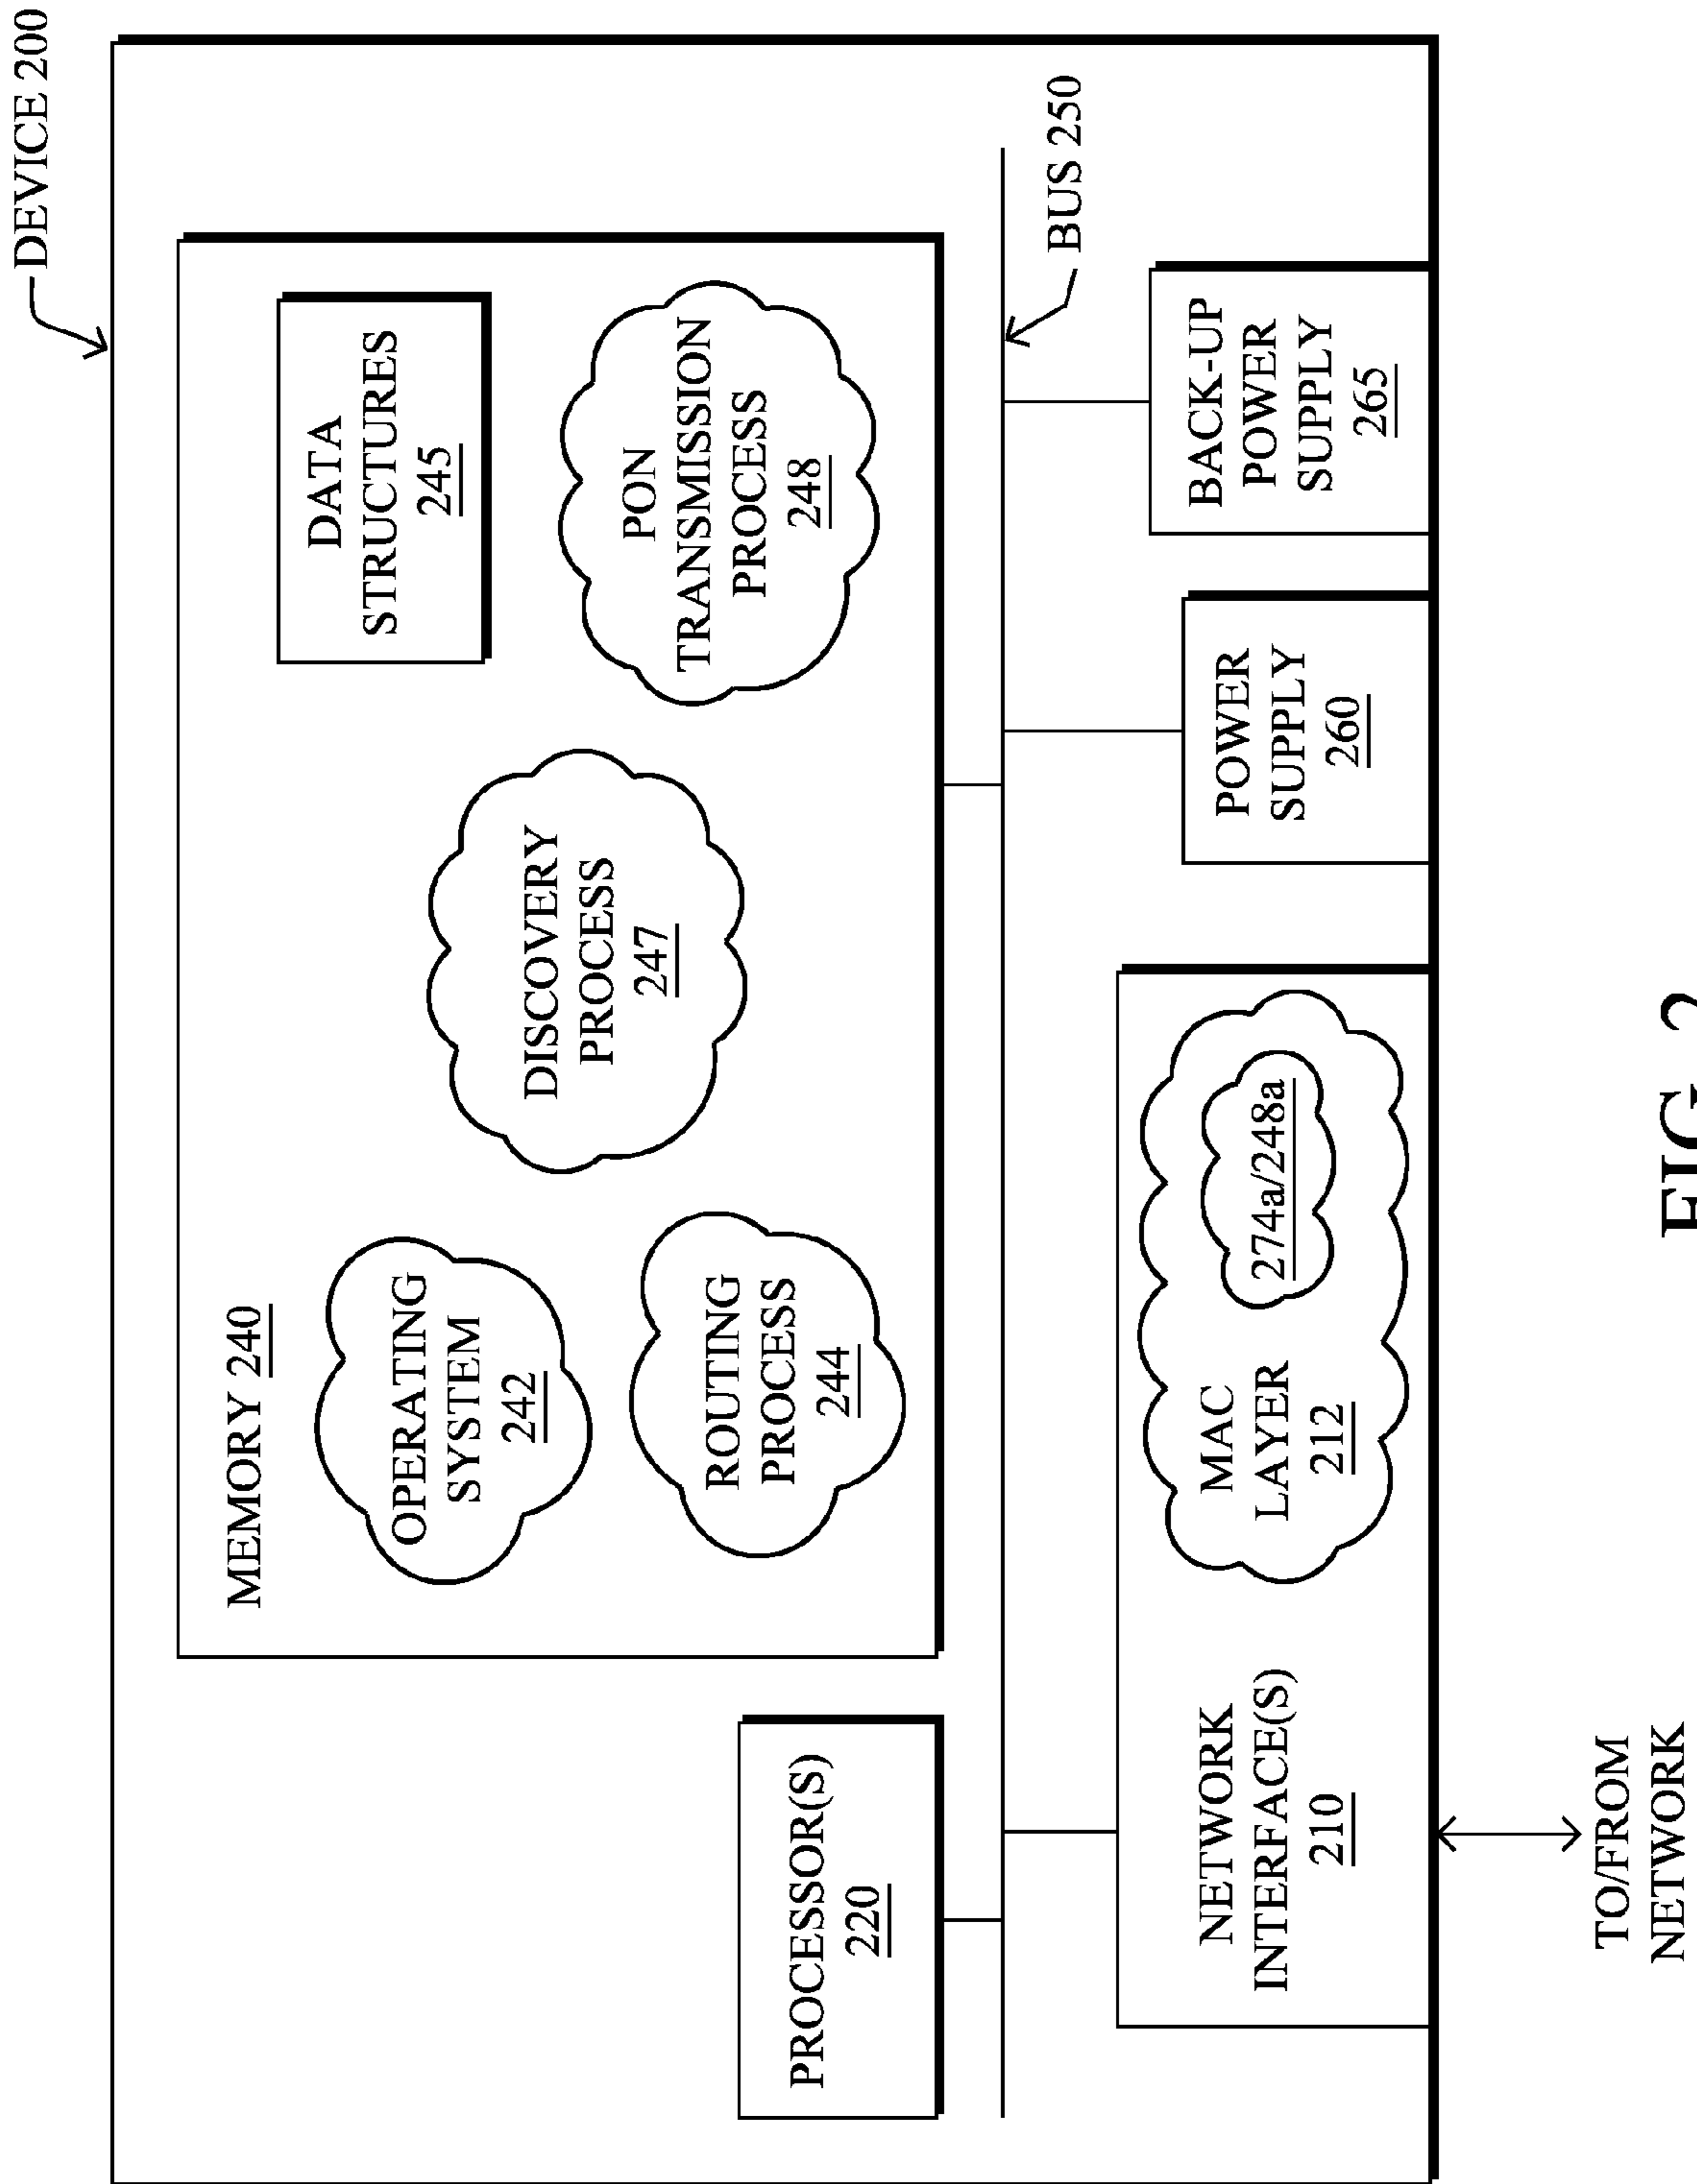 DEVICE 200
MEMORY 240
OPERATING
SYSTEM
242
ROUTING
PROCESS
244
DISCOVERY
PROCESS
247
DATA
STRUCTURES
245
PON
TRANSMISSION
PROCESS
248
PROCESSOR(S)
220
BUS 250
NETWORK
INTERFACE(S)
210
MAC
LAYER
212
274a/248a
POWER
SUPPLY
260
BACK-UP
POWER
SUPPLY
265
TO/FROM
NETWORK
FIG. 2